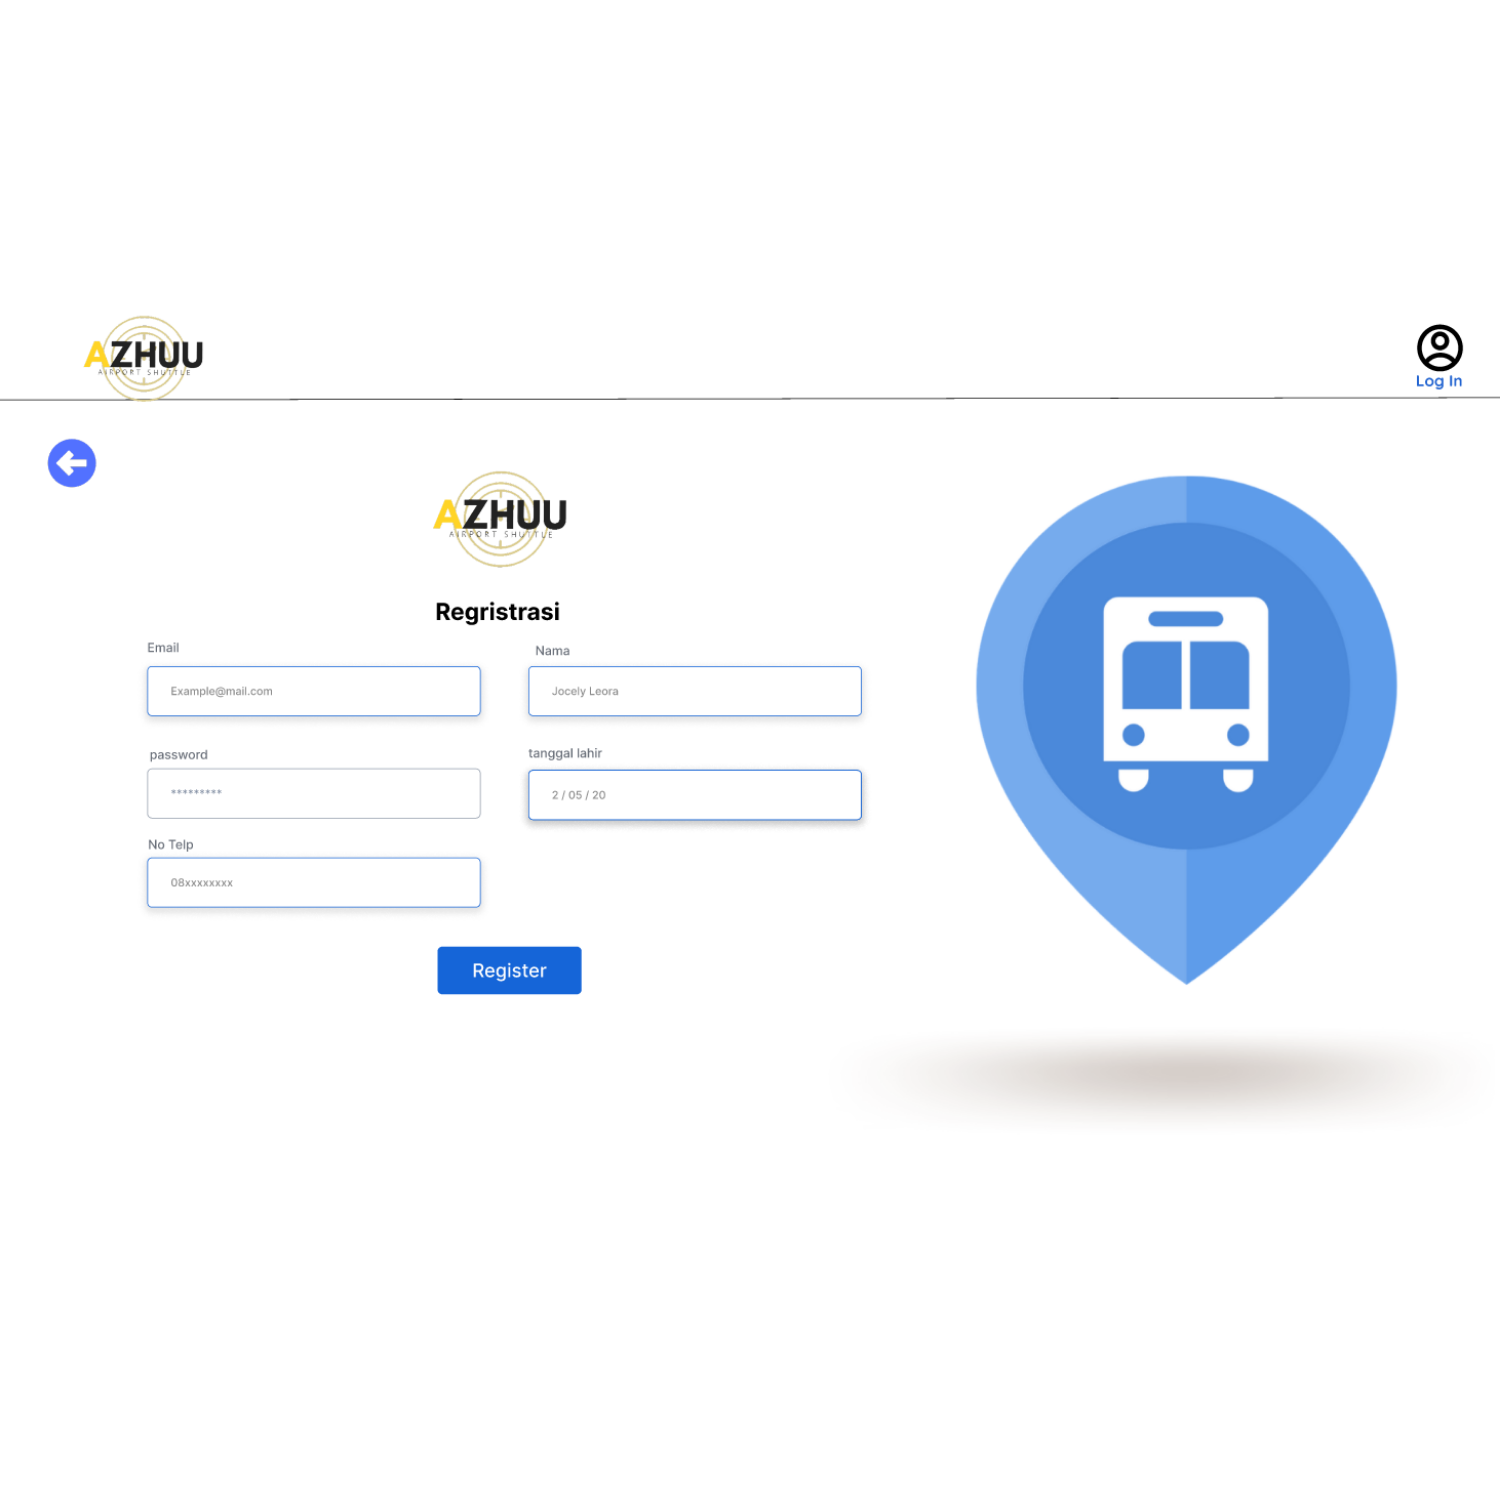 AZHUU
AIRPORT SHUTTLE
Log In
AZHUU
AIRPORT SHUTTLE
Regristrasi
Email
Nama
Example@mail.com
Jocely Leora
password
tanggal lahir
*********
2 / 05 / 20
No Telp
08xxxxxxxx
Register